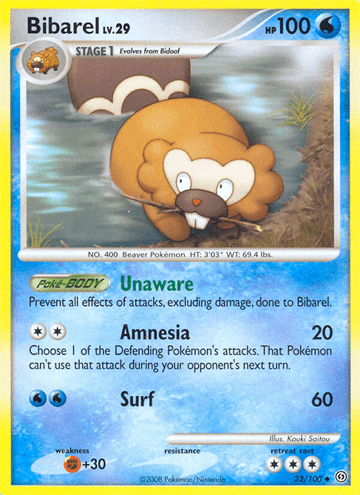 Bibarel LV.29 HP 100
STAGE 1 Evolves from Bidoof
NO. 400 Beaver Pokémon HT: 3'03" WT: 69.4 lbs.
Poké-BODY Unaware
Prevent all effects of attacks, excluding damage, done to Bibarel.
Amnesia 20
Choose 1 of the Defending Pokémon's attacks. That Pokémon
can't use that attack during your opponent's next turn.
Surf 60
Illus. Kouki Saitou
weakness resistance retreat cost
+30
©2008 Pokémon/Nintendo 32/100